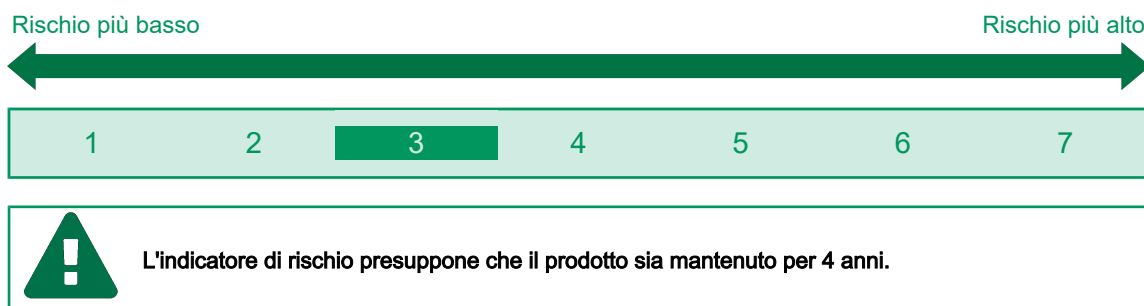 Rischio più basso Rischio più alto
1 2 3 4 5 6 7
L'indicatore di rischio presuppone che il prodotto sia mantenuto per 4 anni.